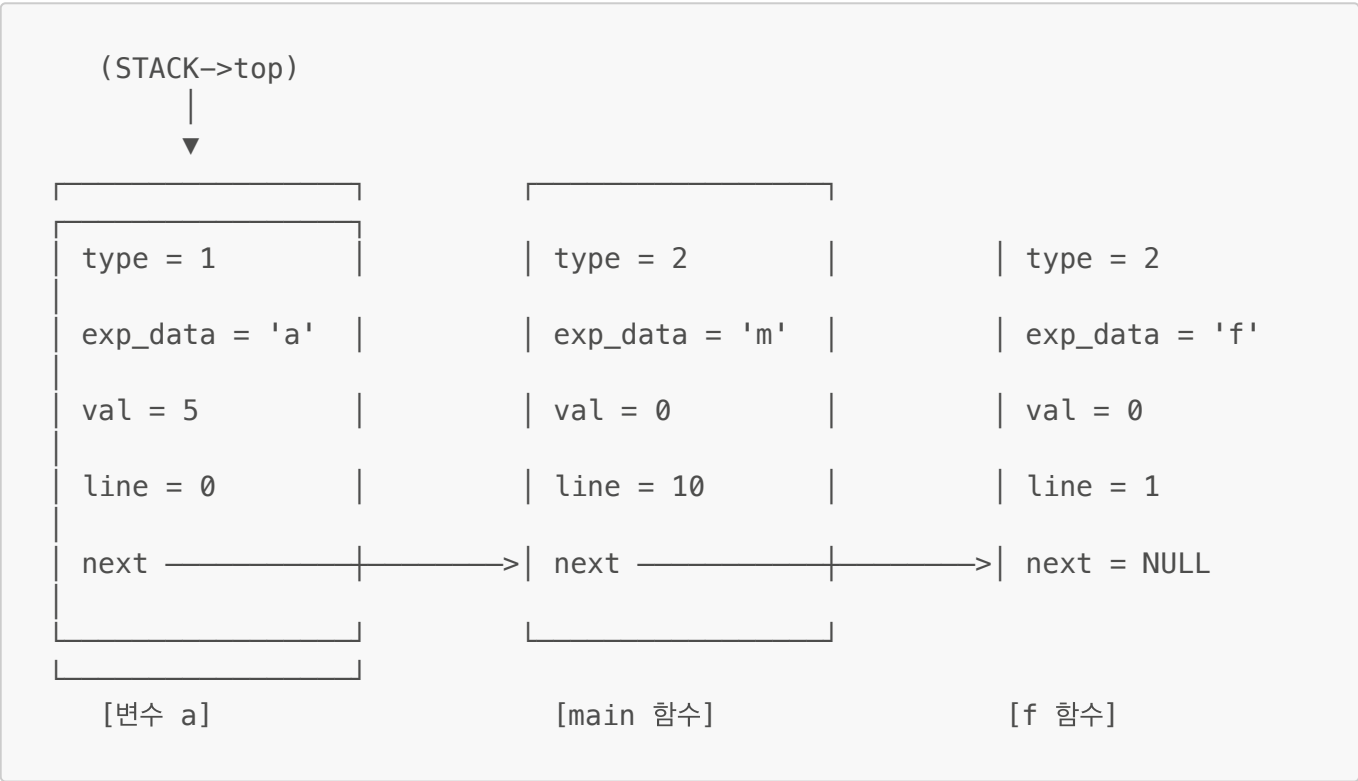 (STACK->top)
type = 1 type = 2 type = 2
exp_data = 'a' exp_data = 'm' exp_data = 'f'
val = 5 val = 0 val = 0
line = 0 line = 10 line = 1
next > next > next = NULL
[변수 a] [main 함수] [f 함수]